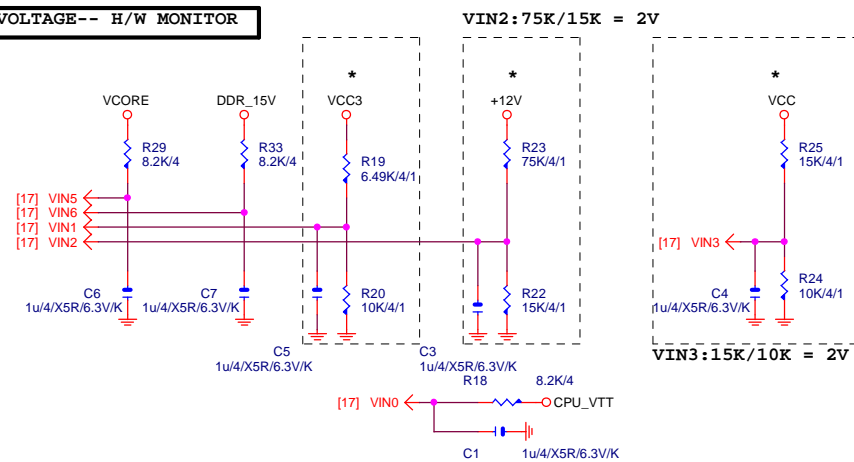 VOLTAGE-- H/W MONITOR
VIN2:75K/15K = 2V
*
*
*
VCORE
DDR_15V
VCC3
+12V
VCC
R29
8.2K/4
R33
8.2K/4
R19
6.49K/4/1
R23
75K/4/1
R25
15K/4/1
[17] VIN5
[17] VIN6
[17] VIN1
[17] VIN2
[17] VIN3
C6
1u/4/X5R/6.3V/K
C7
1u/4/X5R/6.3V/K
R20
10K/4/1
R22
15K/4/1
C4
1u/4/X5R/6.3V/K
R24
10K/4/1
C5
1u/4/X5R/6.3V/K
C3
1u/4/X5R/6.3V/K
VIN3:15K/10K = 2V
R18
8.2K/4
[17] VIN0
CPU_VTT
C1
1u/4/X5R/6.3V/K